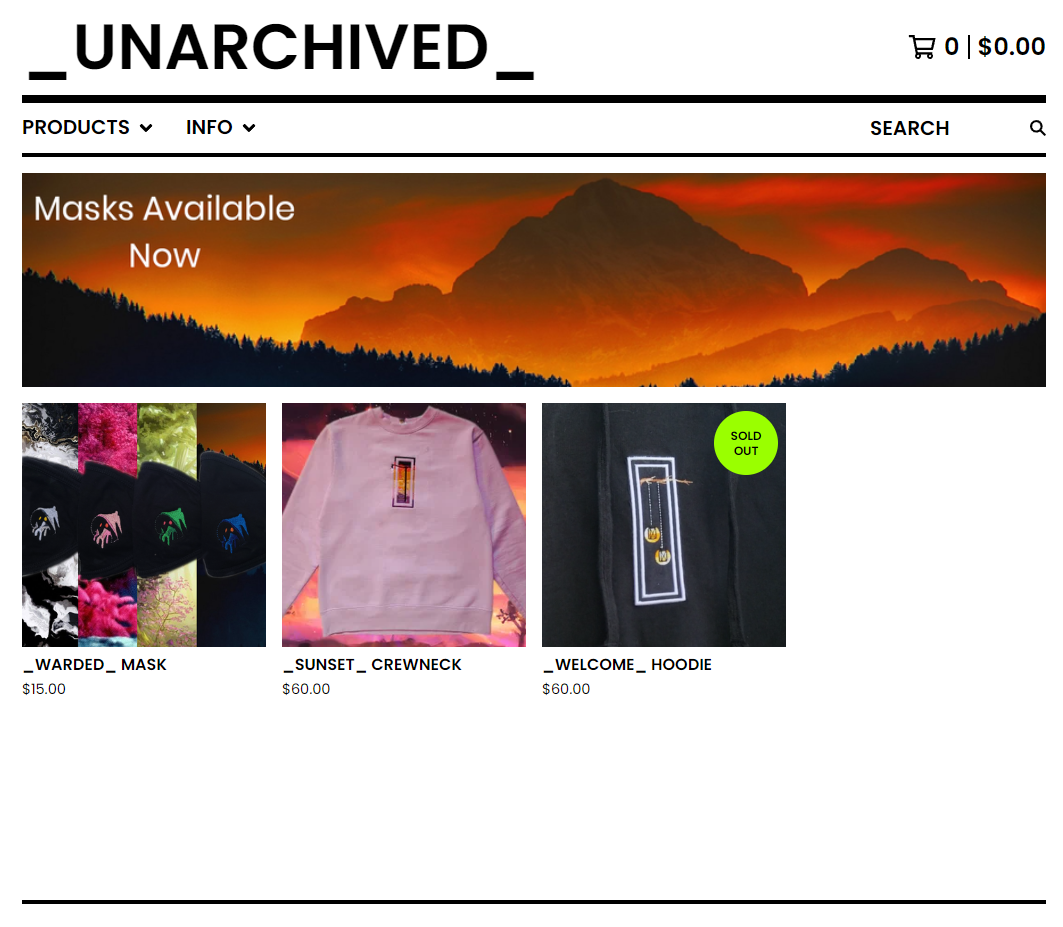 _UNARCHIVED_
0 | $0.00
PRODUCTS
INFO
SEARCH
Masks Available
Now
SOLD
OUT
_WARDED_ MASK
$15.00
_SUNSET_ CREWNECK
$60.00
_WELCOME_ HOODIE
$60.00